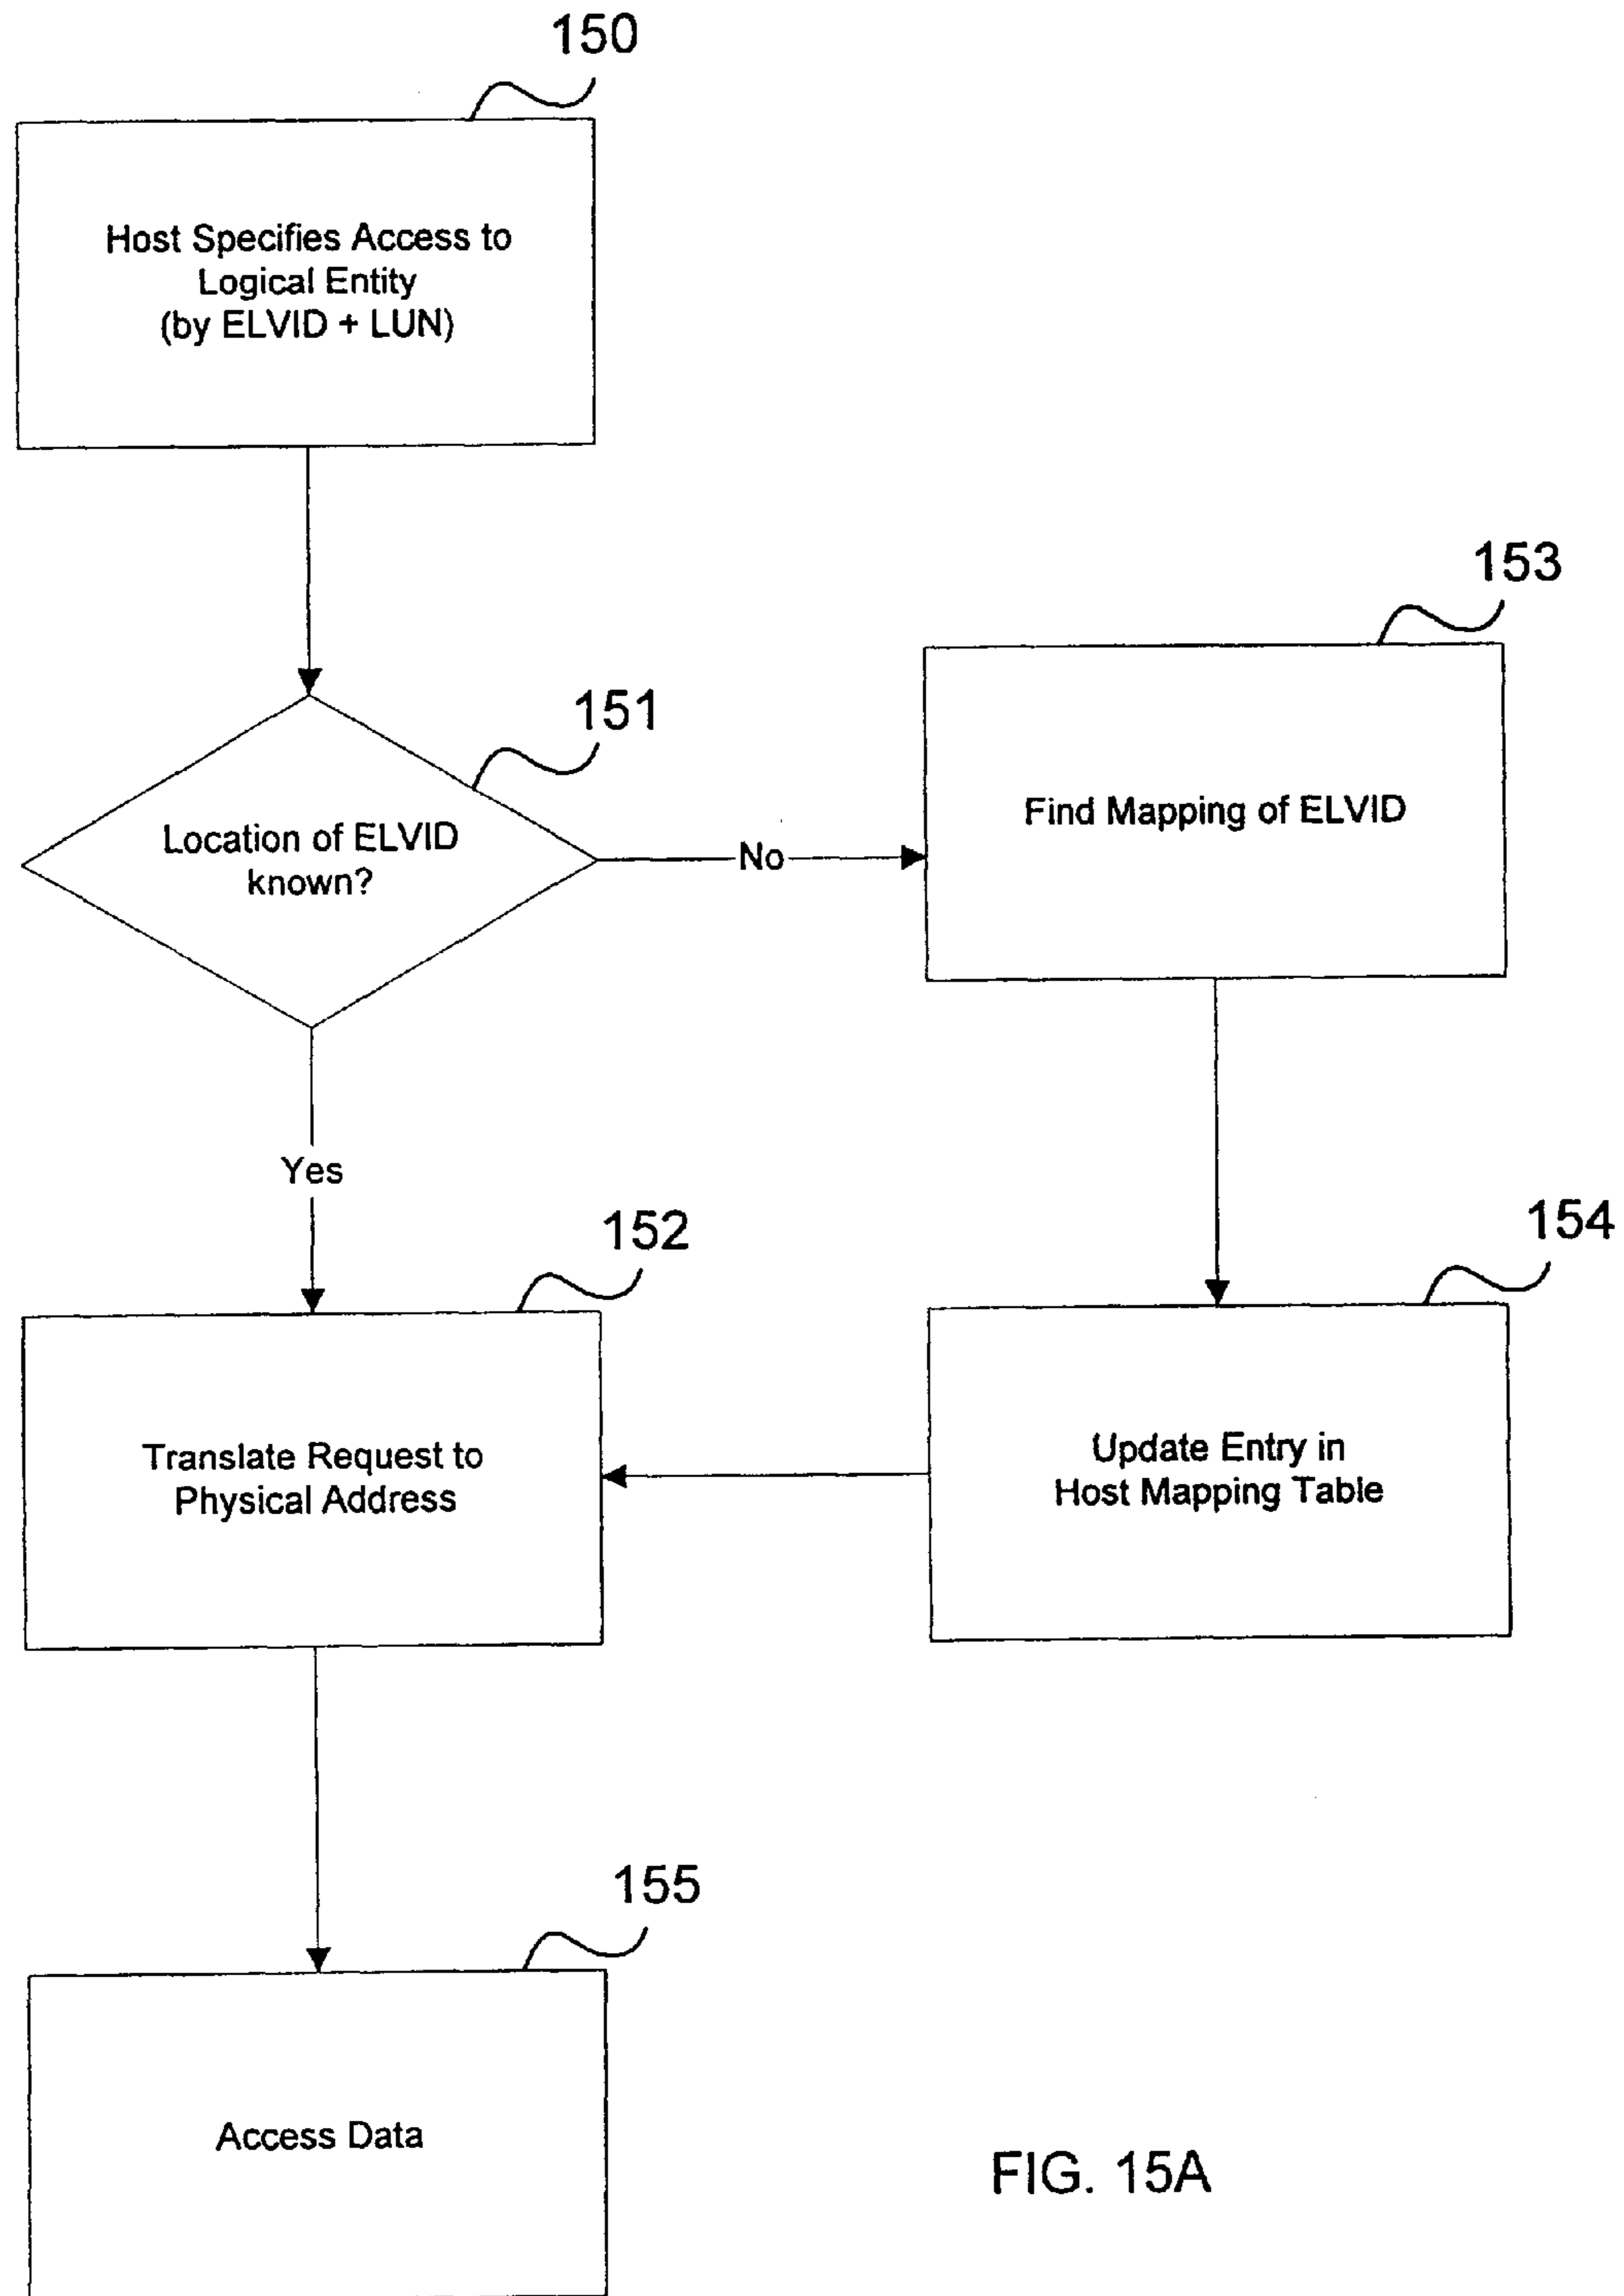 150
Host Specifies Access to
Logical Entity
(by ELVID + LUN)
151
Location of ELVID
known?
No
153
Find Mapping of ELVID
Yes
152
Translate Request to
Physical Address
154
Update Entry in
Host Mapping Table
155
Access Data
FIG. 15A